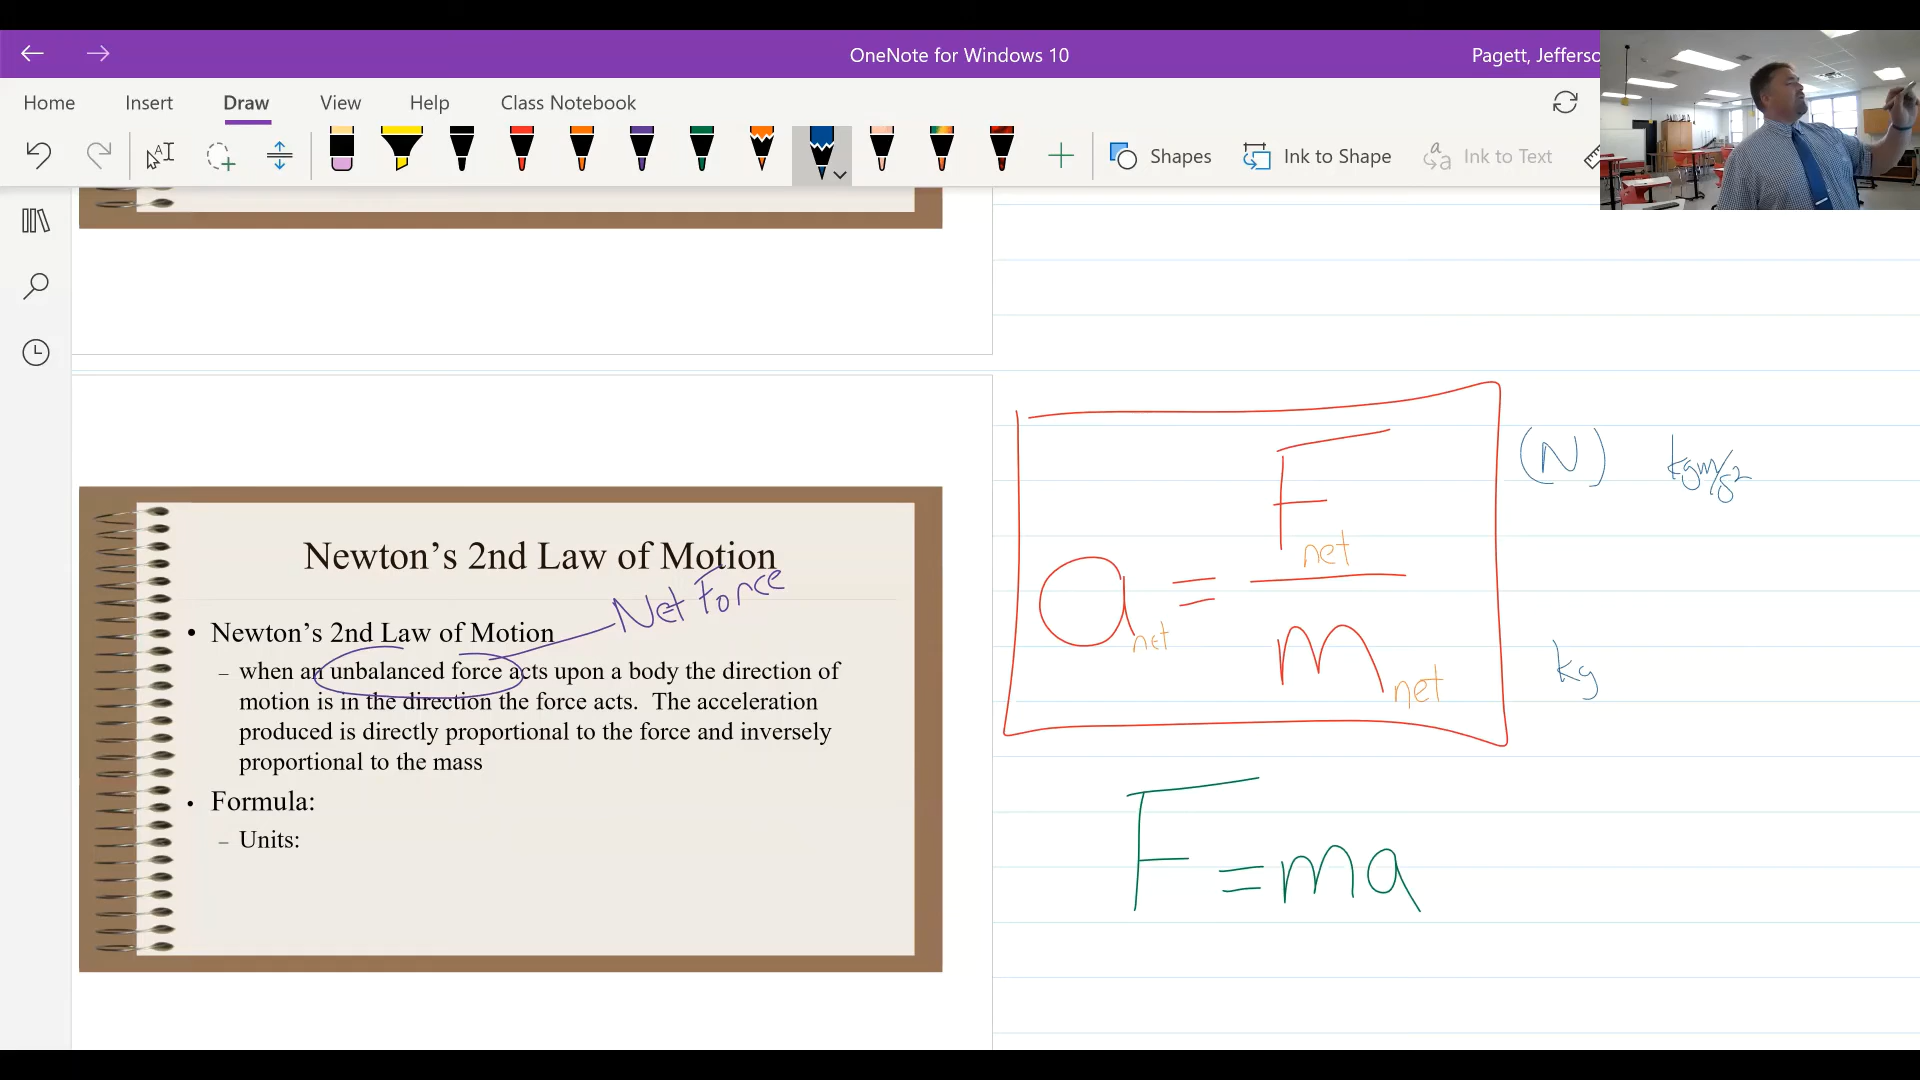 OneNote for Windows 10
Pagett, Jefferso
Home Insert Draw View Help Class Notebook
Shapes Ink to Shape Ink to Text
Newton's 2nd Law of Motion
Net Force
• Newton's 2nd Law of Motion
– when an unbalanced force acts upon a body the direction of
motion is in the direction the force acts. The acceleration
produced is directly proportional to the force and inversely
proportional to the mass
• Formula:
– Units:
F net (N) kgm/s2
a net =
m net kg
F = ma